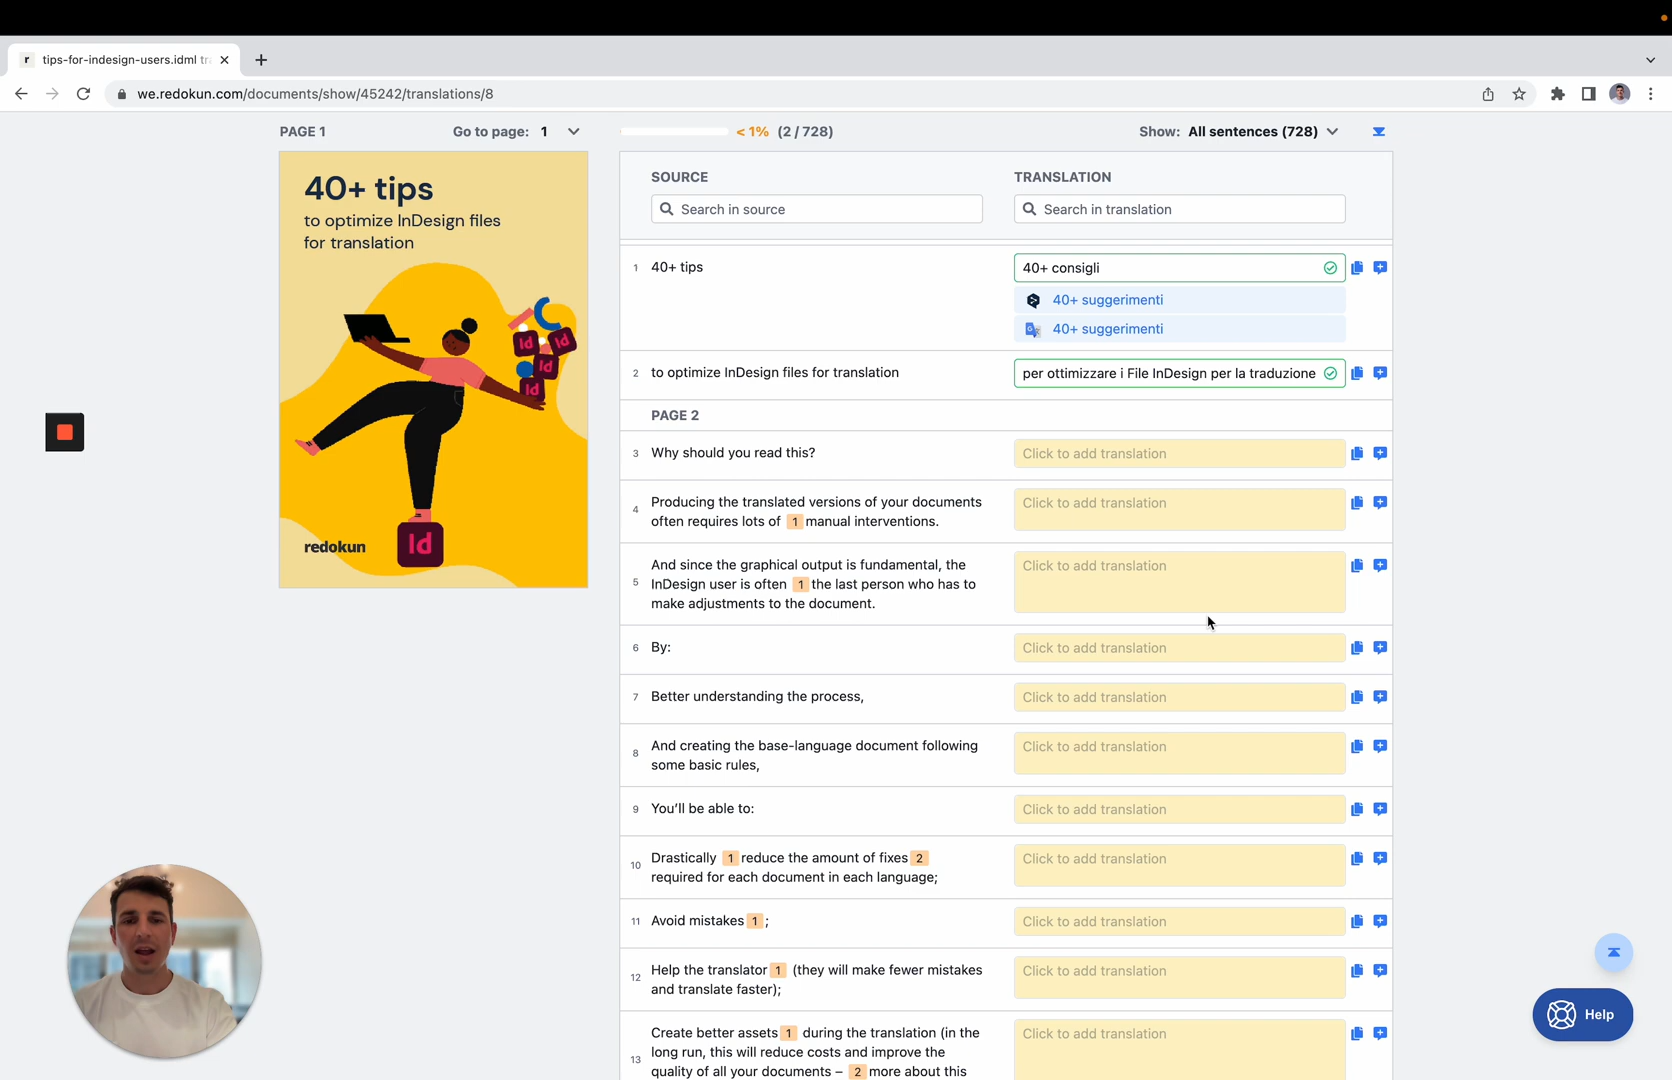 tips-for-indesign-users.idml tr
we.redokun.com/documents/show/45242/translations/8
PAGE 1
Go to page: 1
< 1% (2 / 728)
Show: All sentences (728)
40+ tips
to optimize InDesign files
for translation
Id
Id
Id
Id
redokun
Id
SOURCE
TRANSLATION
Search in source
Search in translation
1 40+ tips
40+ consigli
40+ suggerimenti
40+ suggerimenti
2 to optimize InDesign files for translation
per ottimizzare i File InDesign per la traduzione
PAGE 2
3 Why should you read this?
Click to add translation
4 Producing the translated versions of your documents
often requires lots of 1 manual interventions.
Click to add translation
5 And since the graphical output is fundamental, the
InDesign user is often 1 the last person who has to
make adjustments to the document.
Click to add translation
6 By:
Click to add translation
7 Better understanding the process,
Click to add translation
8 And creating the base-language document following
some basic rules,
Click to add translation
9 You’ll be able to:
Click to add translation
10 Drastically 1 reduce the amount of fixes 2
required for each document in each language;
Click to add translation
11 Avoid mistakes 1 ;
Click to add translation
12 Help the translator 1 (they will make fewer mistakes
and translate faster);
Click to add translation
13 Create better assets 1 during the translation (in the
long run, this will reduce costs and improve the
quality of all your documents – 2 more about this
Click to add translation
Help